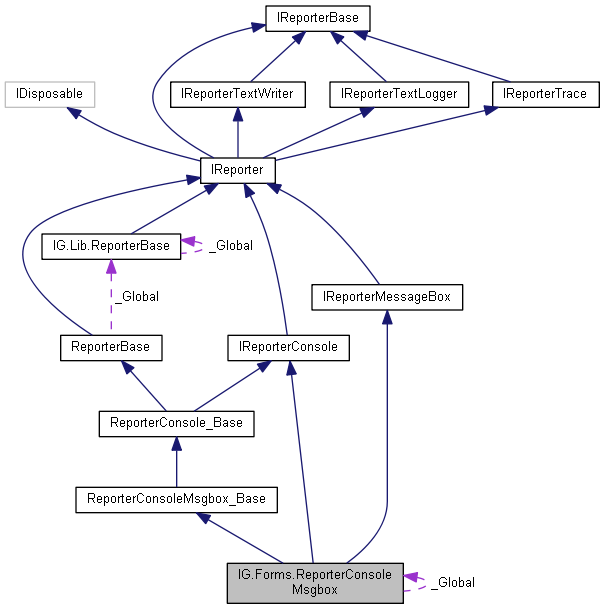 IReporterBase
IDisposable
IReporterTextWriter
IReporterTextLogger
IReporterTrace
IReporter
IG.Lib.ReporterBase
_Global
_Global
IReporterMessageBox
ReporterBase
IReporterConsole
ReporterConsole_Base
ReporterConsoleMsgbox_Base
IG.Forms.ReporterConsole
Msgbox
_Global